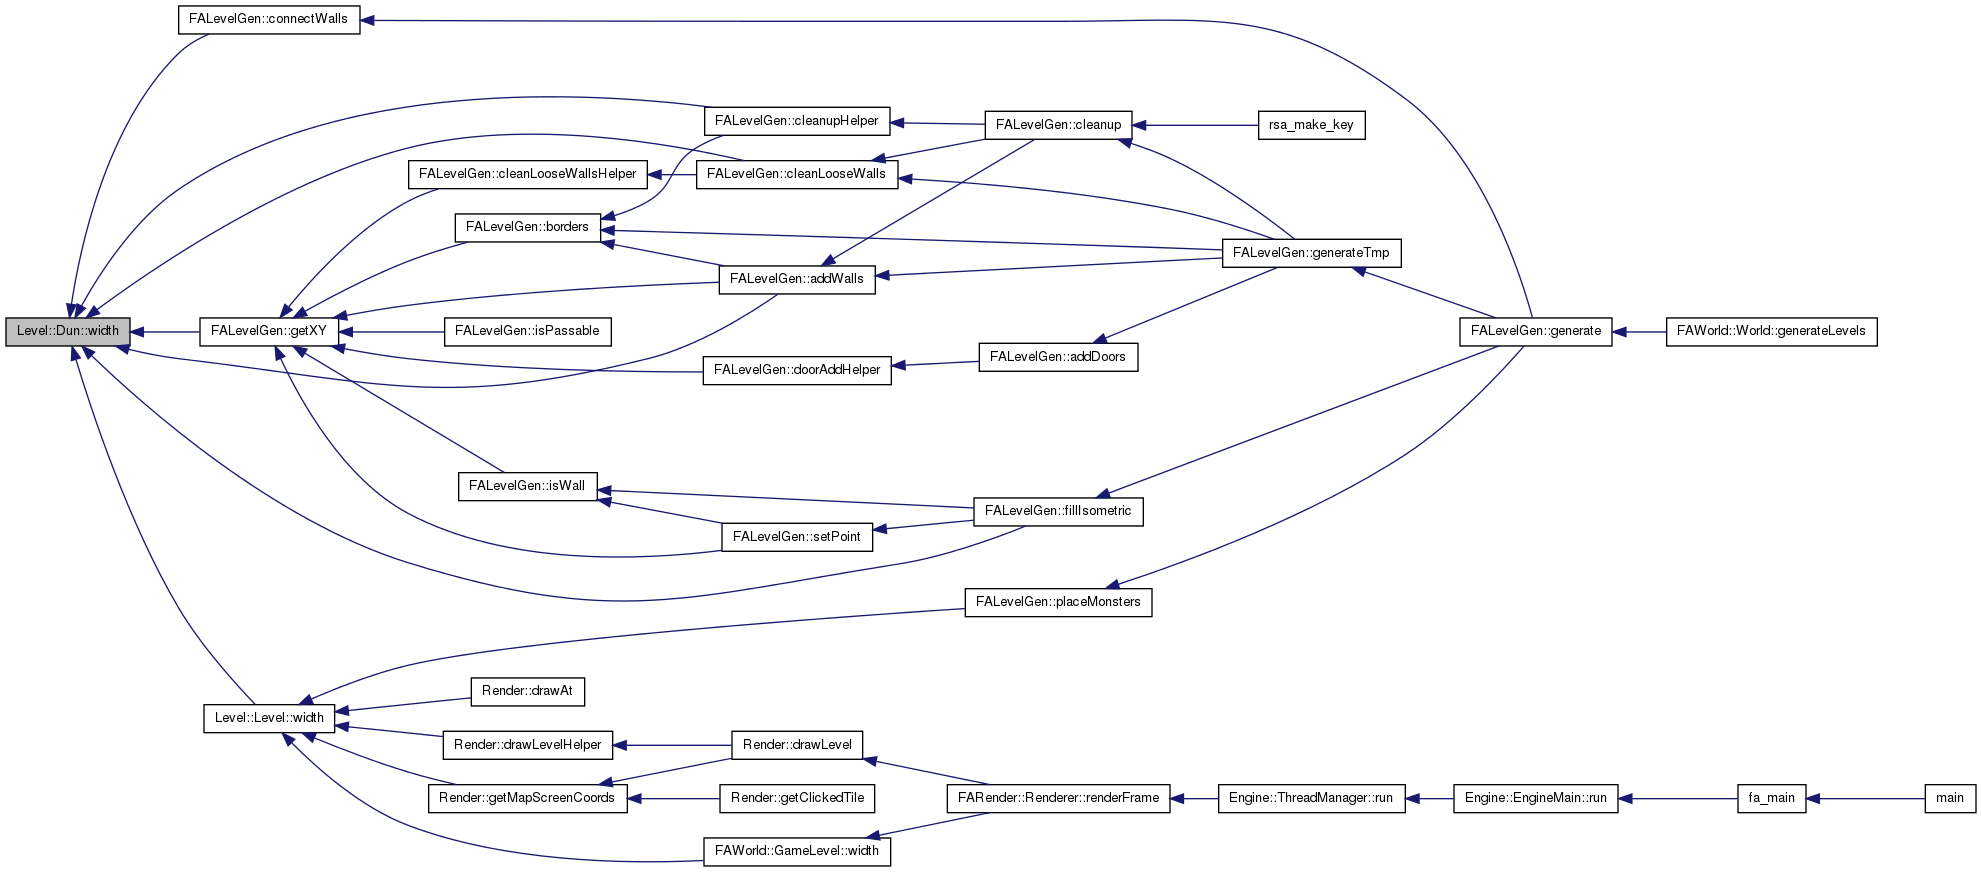 FALevelGen::connectWalls
FALevelGen::cleanupHelper
FALevelGen::cleanup
rsa_make_key
FALevelGen::cleanLooseWallsHelper
FALevelGen::cleanLooseWalls
FALevelGen::borders
FALevelGen::generateTmp
FALevelGen::addWalls
Level::Dun::width
FALevelGen::getXY
FALevelGen::isPassable
FALevelGen::generate
FAWorld::World::generateLevels
FALevelGen::doorAddHelper
FALevelGen::addDoors
FALevelGen::isWall
FALevelGen::fillIsometric
FALevelGen::setPoint
FALevelGen::placeMonsters
Render::drawAt
Level::Level::width
Render::drawLevelHelper
Render::drawLevel
Render::getMapScreenCoords
Render::getClickedTile
FARender::Renderer::renderFrame
Engine::ThreadManager::run
Engine::EngineMain::run
fa_main
main
FAWorld::GameLevel::width